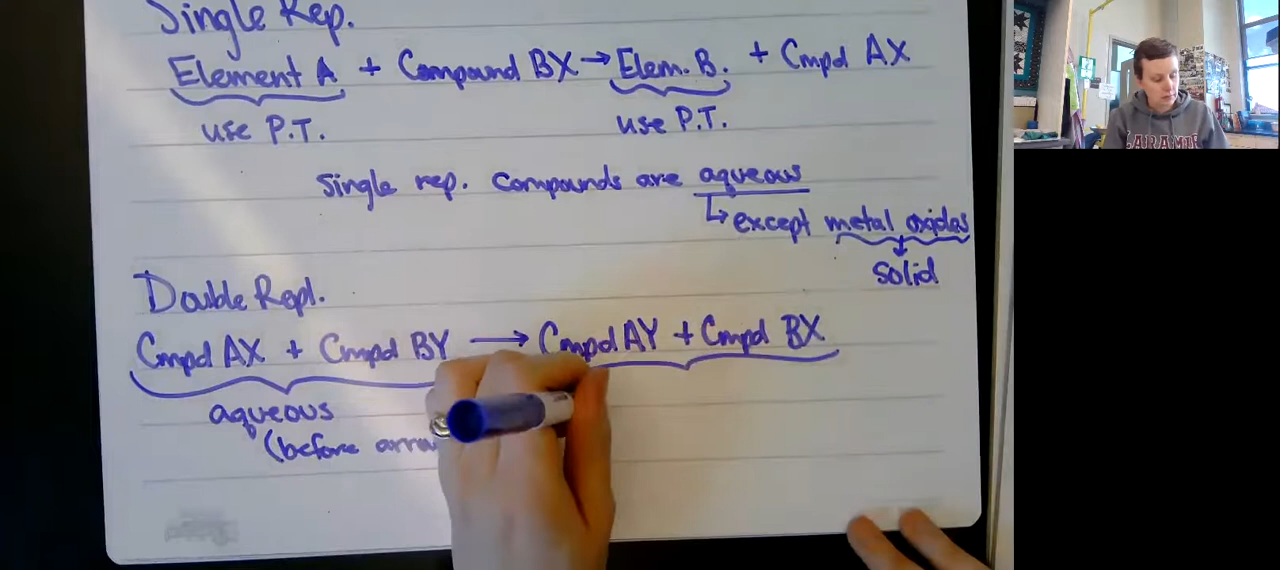 Single Rep.
Element A + Compound BX → Elem. B. + Cmpd AX
use P.T. use P.T.
Single rep. compounds are aqueous
↳ except metal oxides
solid
Double Repl.
Cmpd AX + Cmpd BY → Cmpd AY + Cmpd BX
aqueous
(before
LARAMIE